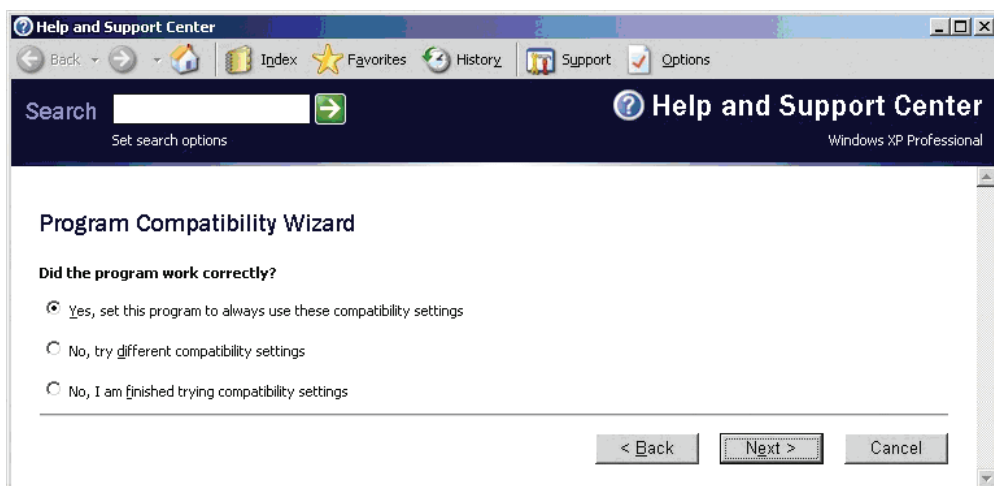 Help and Support Center
Back Index Favorites History Support Options
Search Help and Support Center
Set search options Windows XP Professional
Program Compatibility Wizard
Did the program work correctly?
Yes, set this program to always use these compatibility settings
No, try different compatibility settings
No, I am finished trying compatibility settings
< Back Next > Cancel